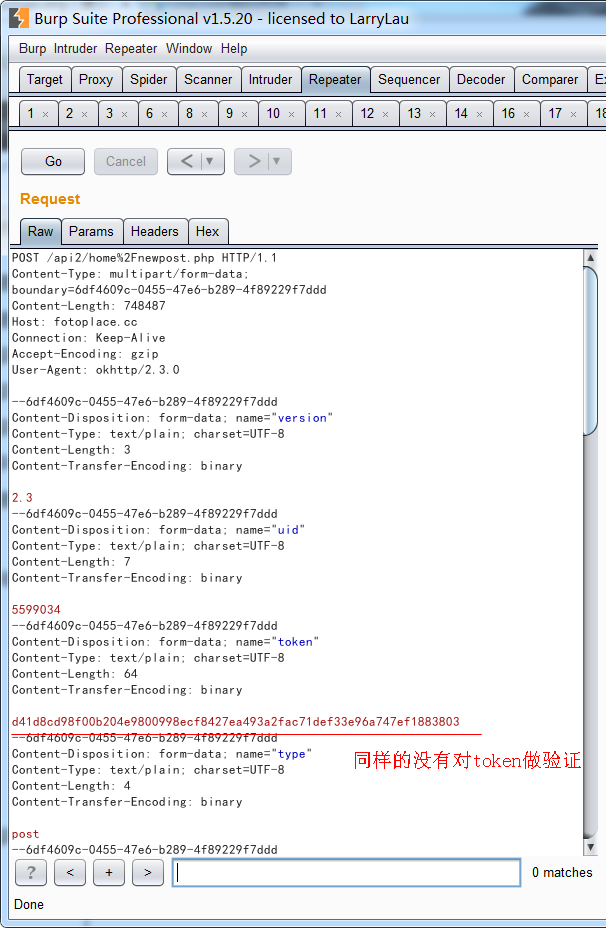 Burp Suite Professional v1.5.20 - licensed to LarryLau
Burp Intruder Repeater Window Help
Target Proxy Spider Scanner Intruder Repeater Sequencer Decoder Comparer
1 × 2 × 3 × 6 × 8 × 9 × 10 × 11 × 12 × 13 × 14 × 16 × 17 × 18
Go Cancel < ▼ > ▼
Request
Raw Params Headers Hex
POST /api2/home%2Fnewpost.php HTTP/1.1
Content-Type: multipart/form-data;
boundary=6df4609c-0455-47e6-b289-4f89229f7ddd
Content-Length: 748487
Host: fotoplace.cc
Connection: Keep-Alive
Accept-Encoding: gzip
User-Agent: okhttp/2.3.0
--6df4609c-0455-47e6-b289-4f89229f7ddd
Content-Disposition: form-data; name="version"
Content-Type: text/plain; charset=UTF-8
Content-Length: 3
Content-Transfer-Encoding: binary
2.3
--6df4609c-0455-47e6-b289-4f89229f7ddd
Content-Disposition: form-data; name="uid"
Content-Type: text/plain; charset=UTF-8
Content-Length: 7
Content-Transfer-Encoding: binary
5599034
--6df4609c-0455-47e6-b289-4f89229f7ddd
Content-Disposition: form-data; name="token"
Content-Type: text/plain; charset=UTF-8
Content-Length: 64
Content-Transfer-Encoding: binary
d41d8cd98f00b204e9800998ecf8427ea493a2fac71def33e96a747ef1883803
--6df4609c-0455-47e6-b289-4f89229f7ddd
Content-Disposition: form-data; name="type"
同样的没有对token做验证
Content-Type: text/plain; charset=UTF-8
Content-Length: 4
Content-Transfer-Encoding: binary
post
--6df4609c-0455-47e6-b289-4f89229f7ddd
? < + > 0 matches
Done